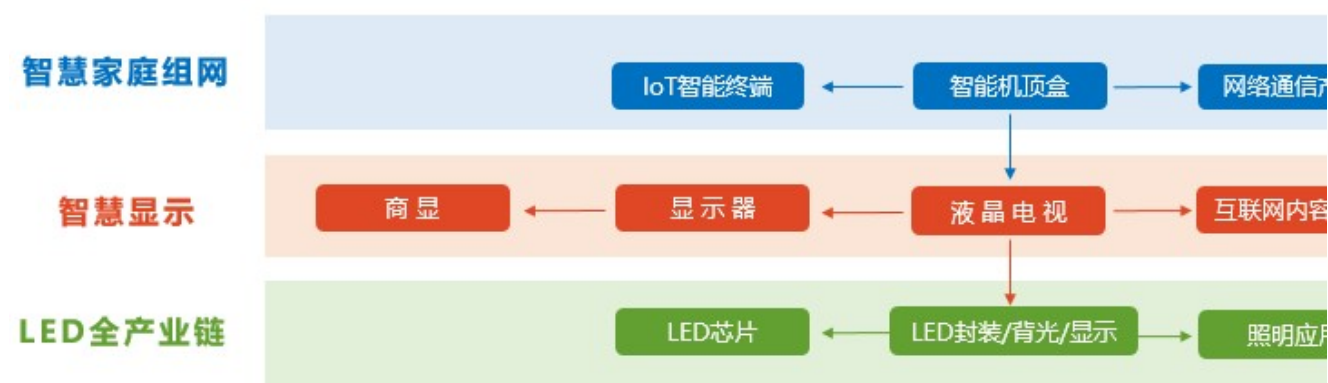 智慧家庭组网
IoT智能终端 智能机顶盒 网络通信
智慧显示
商显 显示器 液晶电视 互联网内容
LED全产业链
LED芯片 LED封装/背光/显示 照明应